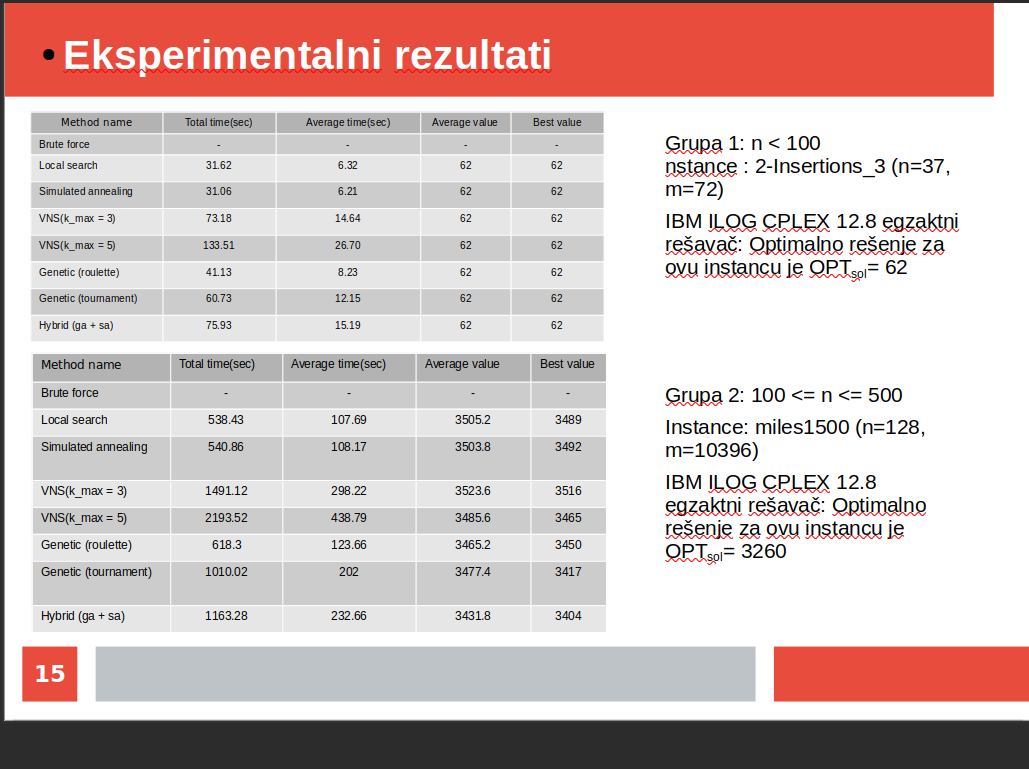 • Eksperimentalni rezultati
Method name Total time(sec) Average time(sec) Average value Best value
Brute force - - - -
Local search 31.62 6.32 62 62
Simulated annealing 31.06 6.21 62 62
VNS(k_max = 3) 73.18 14.64 62 62
VNS(k_max = 5) 133.51 26.70 62 62
Genetic (roulette) 41.13 8.23 62 62
Genetic (tournament) 60.73 12.15 62 62
Hybrid (ga + sa) 75.93 15.19 62 62
Grupa 1: n < 100
nstance : 2-Insertions_3 (n=37,
m=72)
IBM ILOG CPLEX 12.8 egzaktni
rešavač: Optimalno rešenje za
ovu instancu je OPTsol= 62
Method name Total time(sec) Average time(sec) Average value Best value
Brute force - - - -
Local search 538.43 107.69 3505.2 3489
Simulated annealing 540.86 108.17 3503.8 3492
VNS(k_max = 3) 1491.12 298.22 3523.6 3516
VNS(k_max = 5) 2193.52 438.79 3485.6 3465
Genetic (roulette) 618.3 123.66 3465.2 3450
Genetic (tournament) 1010.02 202 3477.4 3417
Hybrid (ga + sa) 1163.28 232.66 3431.8 3404
Grupa 2: 100 <= n <= 500
Instance: miles1500 (n=128,
m=10396)
IBM ILOG CPLEX 12.8
egzaktni rešavač: Optimalno
rešenje za ovu instancu je
OPTsol= 3260
15